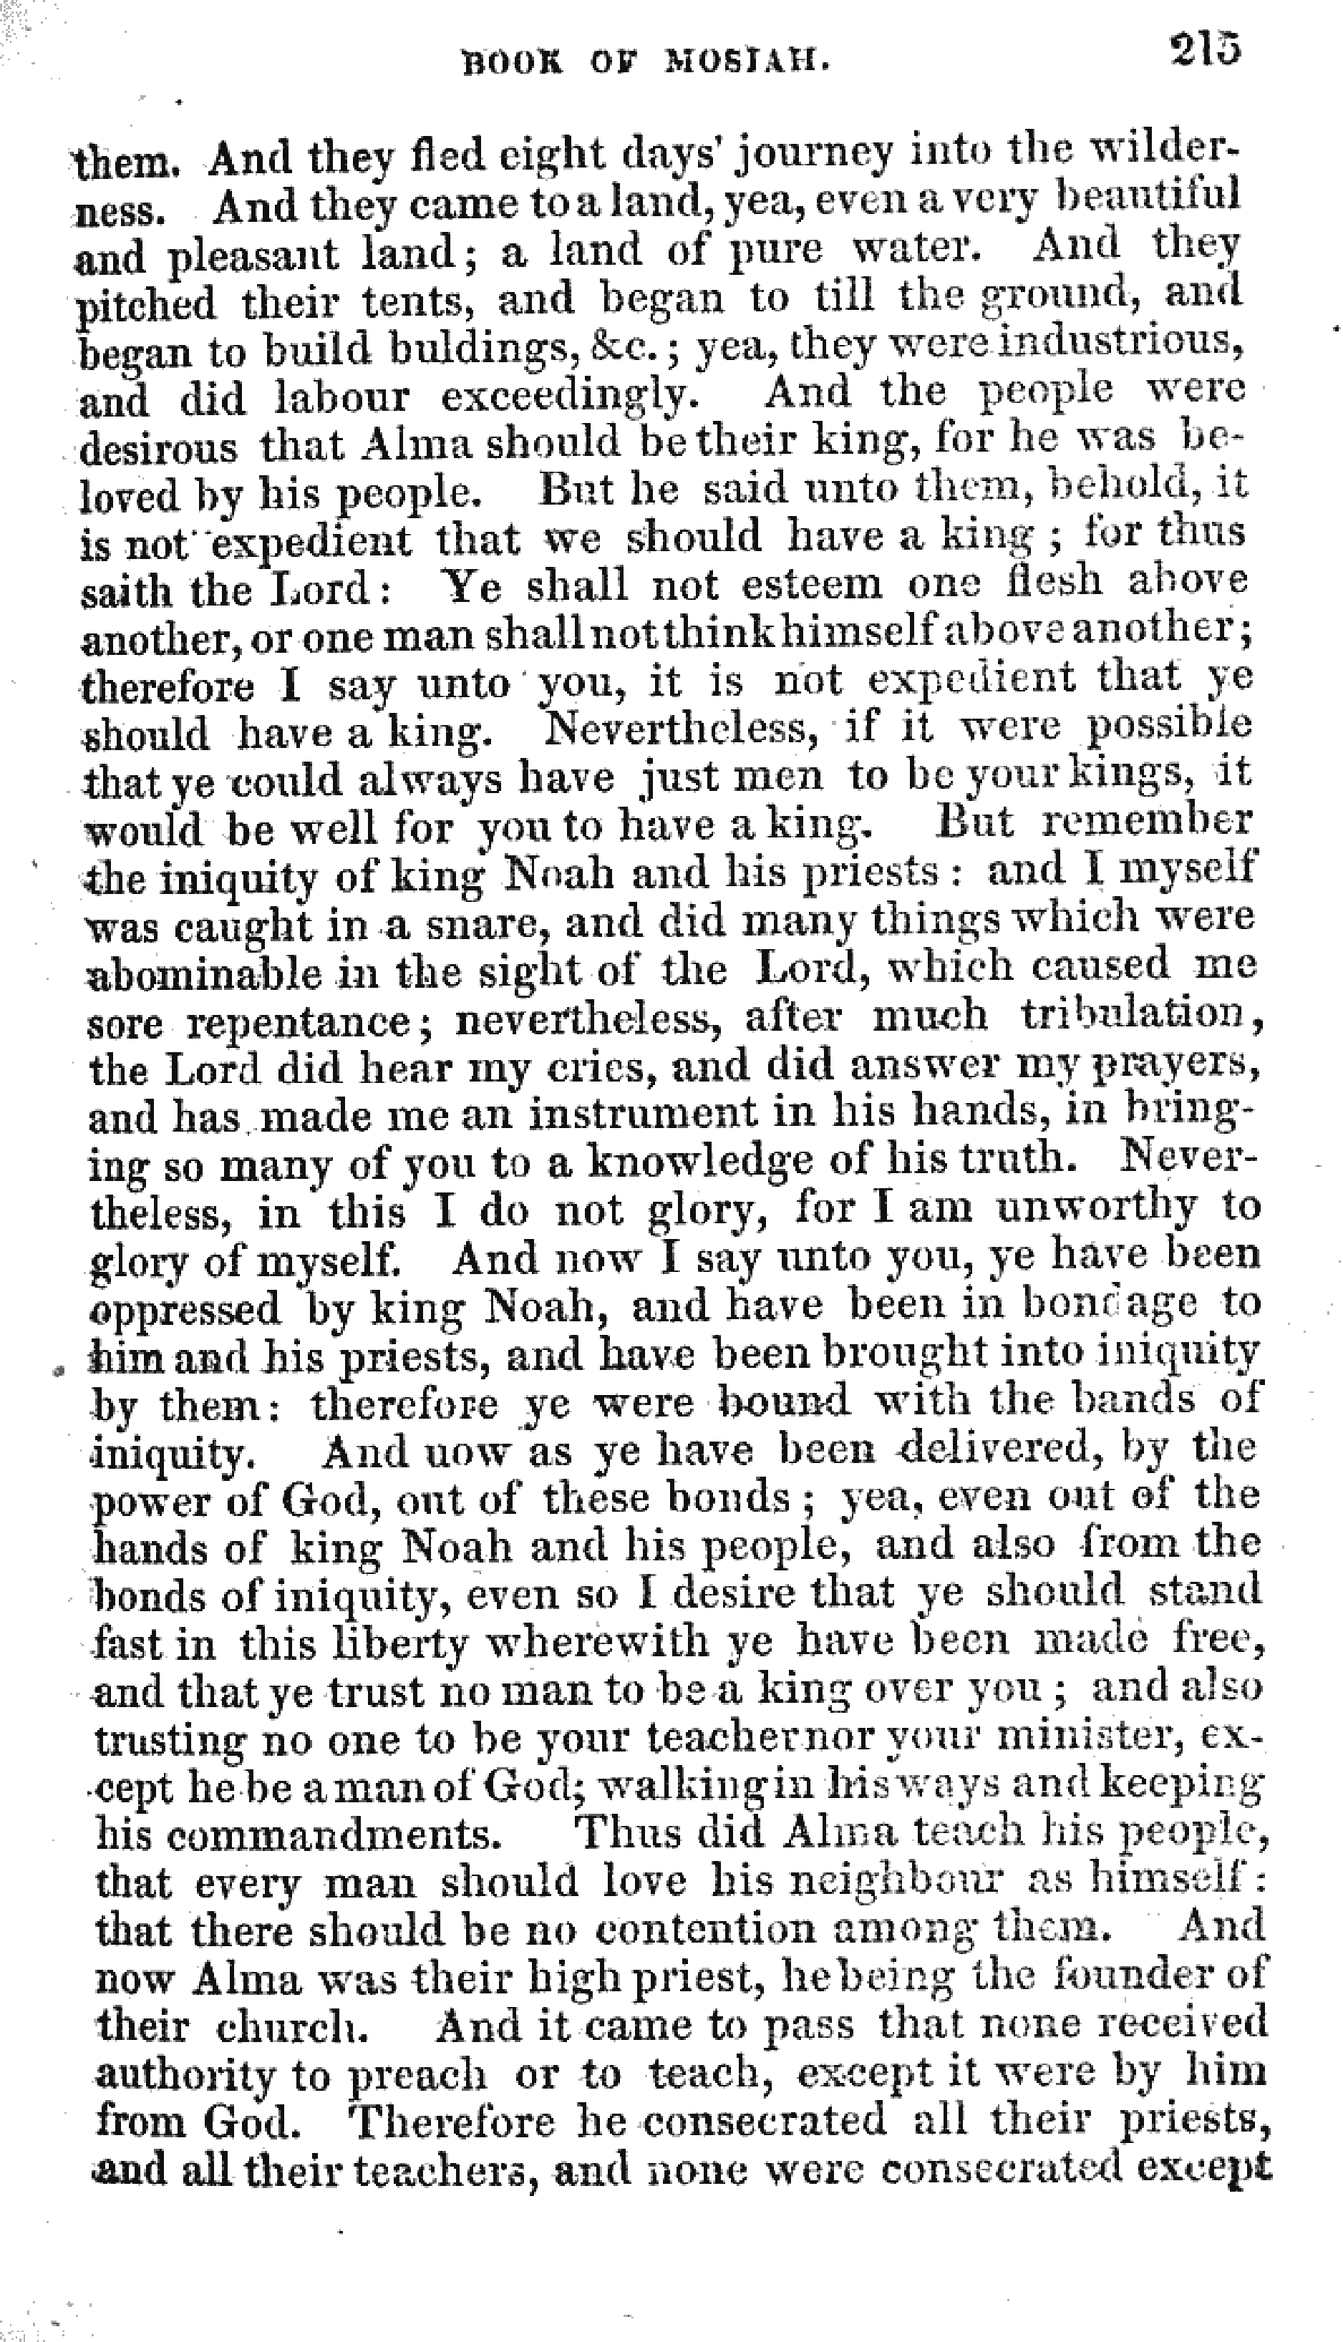 BOOK OF MOSIAH. 215
them. And they fled eight days' journey into the wilder-
ness. And they came to a land, yea, even a very beautiful
and pleasant land; a land of pure water. And they
pitched their tents, and began to till the ground, and
began to build buldings, &c.; yea, they were industrious,
and did labour exceedingly. And the people were
desirous that Alma should be their king, for he was be-
loved by his people. But he said unto them, behold, it
is not expedient that we should have a king; for thus
saith the Lord: Ye shall not esteem one flesh above
another, or one man shall not think himself above another;
therefore I say unto you, it is not expedient that ye
should have a king. Nevertheless, if it were possible
that ye could always have just men to be your kings, it
would be well for you to have a king. But remember
the iniquity of king Noah and his priests: and I myself
was caught in a snare, and did many things which were
abominable in the sight of the Lord, which caused me
sore repentance; nevertheless, after much tribulation,
the Lord did hear my cries, and did answer my prayers,
and has made me an instrument in his hands, in bring-
ing so many of you to a knowledge of his truth. Never-
theless, in this I do not glory, for I am unworthy to
glory of myself. And now I say unto you, ye have been
oppressed by king Noah, and have been in bondage to
him and his priests, and have been brought into iniquity
by them: therefore ye were bound with the bands of
iniquity. And now as ye have been delivered, by the
power of God, out of these bonds; yea, even out of the
hands of king Noah and his people, and also from the
bonds of iniquity, even so I desire that ye should stand
fast in this liberty wherewith ye have been made free,
and that ye trust no man to be a king over you; and also
trusting no one to be your teacher nor your minister, ex-
cept he be a man of God; walking in his ways and keeping
his commandments. Thus did Alma teach his people,
that every man should love his neighbour as himself:
that there should be no contention among them. And
now Alma was their high priest, he being the founder of
their church. And it came to pass that none received
authority to preach or to teach, except it were by him
from God. Therefore he consecrated all their priests,
and all their teachers, and none were consecrated except